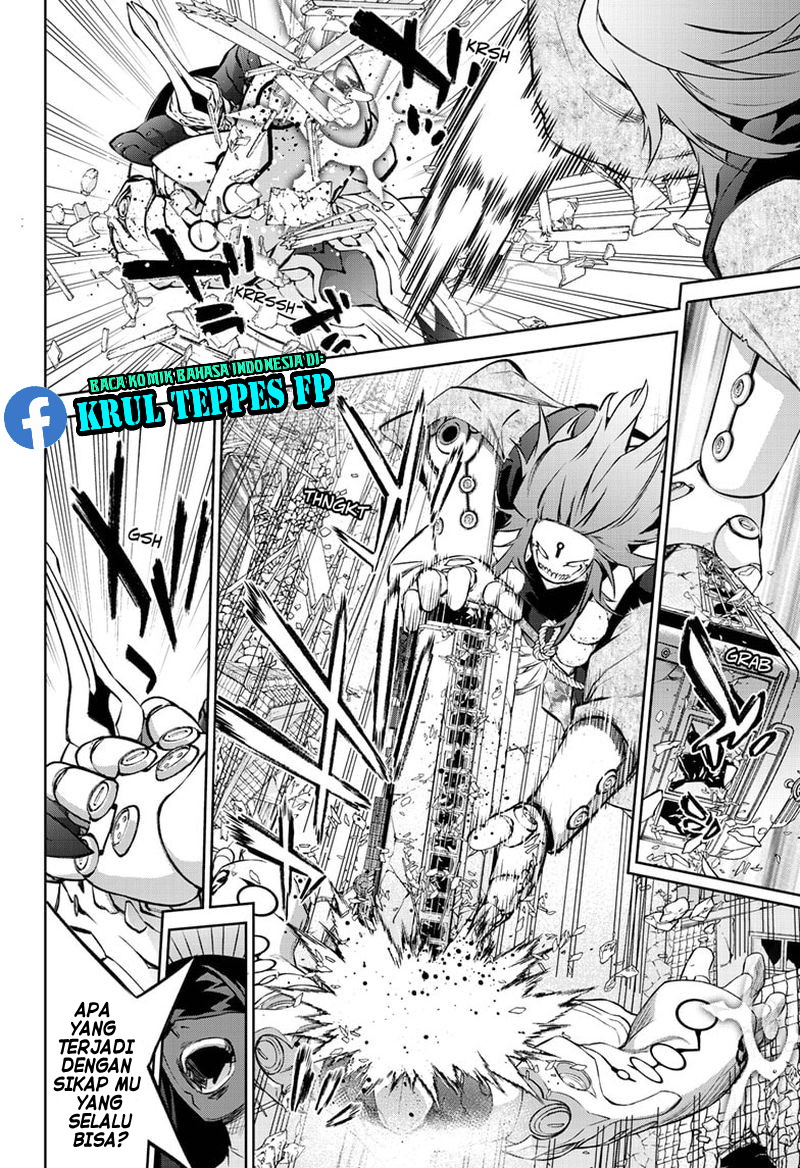 KRSH
KRRSSH-
BACA KOMIK BAHASA INDONESIA DI:
KRUL TEPPES FP
THNGKT
GRAB
GSH
APA
YANG
TERJADI
DENGAN
SIKAP MU
YANG
SELALU
BISA?